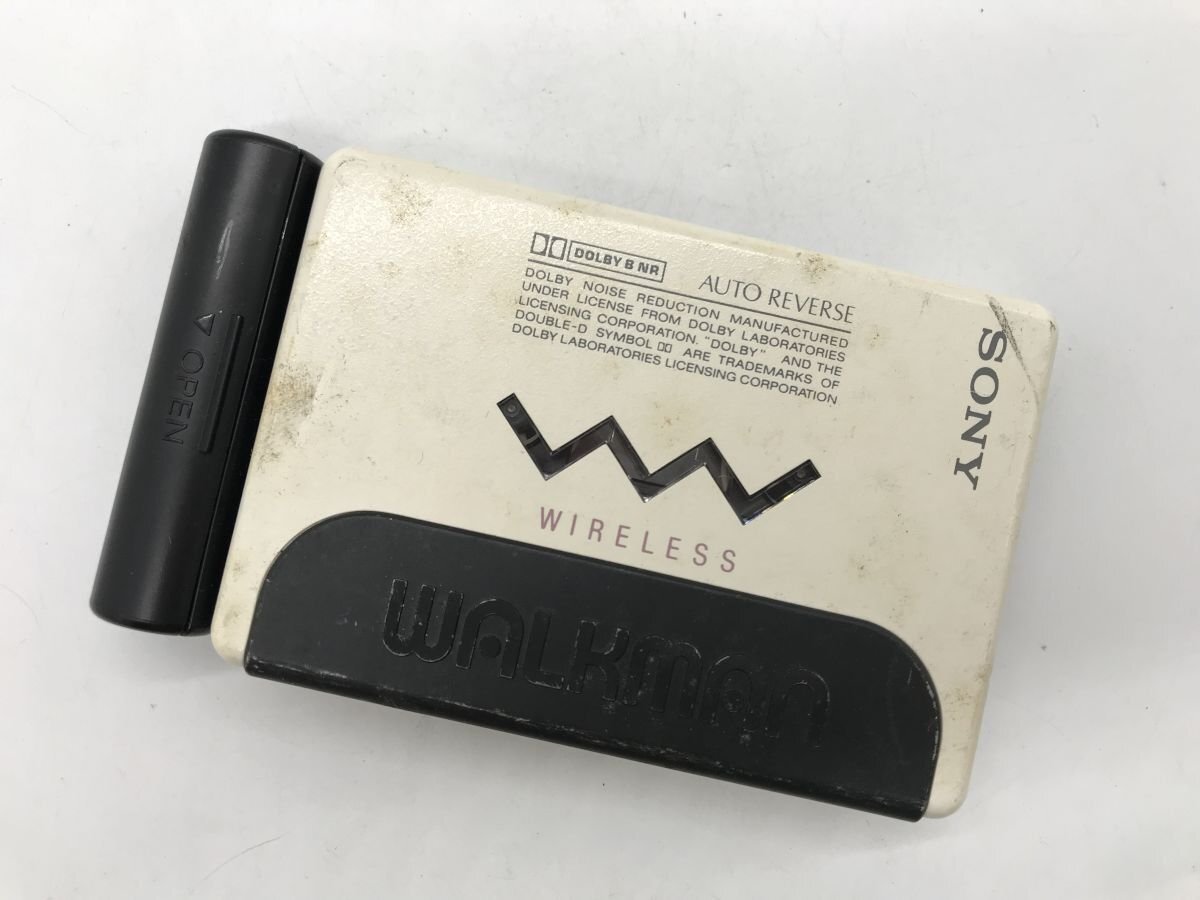 DOLBY B NR AUTO REVERSE
DOLBY NOISE REDUCTION MANUFACTURED
UNDER LICENSE FROM DOLBY LABORATORIES
LICENSING CORPORATION. "DOLBY" AND THE
DOUBLE-D SYMBOL ARE TRADEMARKS OF
DOLBY LABORATORIES LICENSING CORPORATION
SONY
OPEN
WIRELESS
WALKMAN